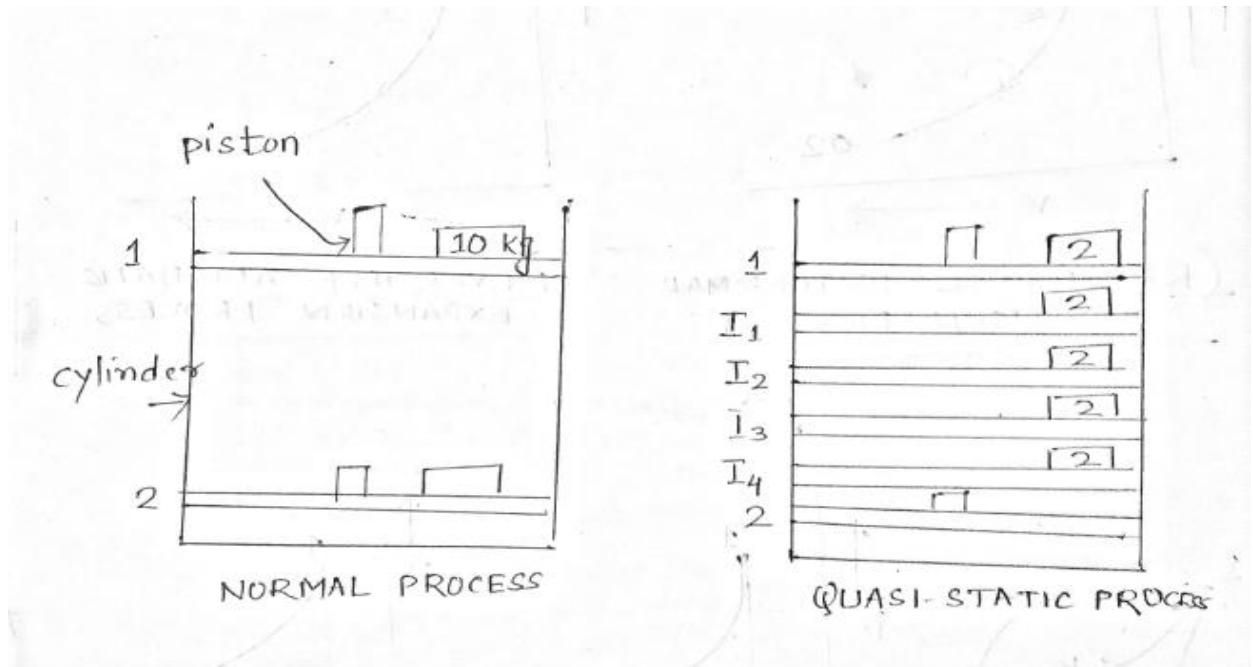 piston
10 kg
1
cylinder
2
NORMAL PROCESS
1
2
2
I1
2
I2
2
I3
2
I4
2
QUASI-STATIC PROCESS